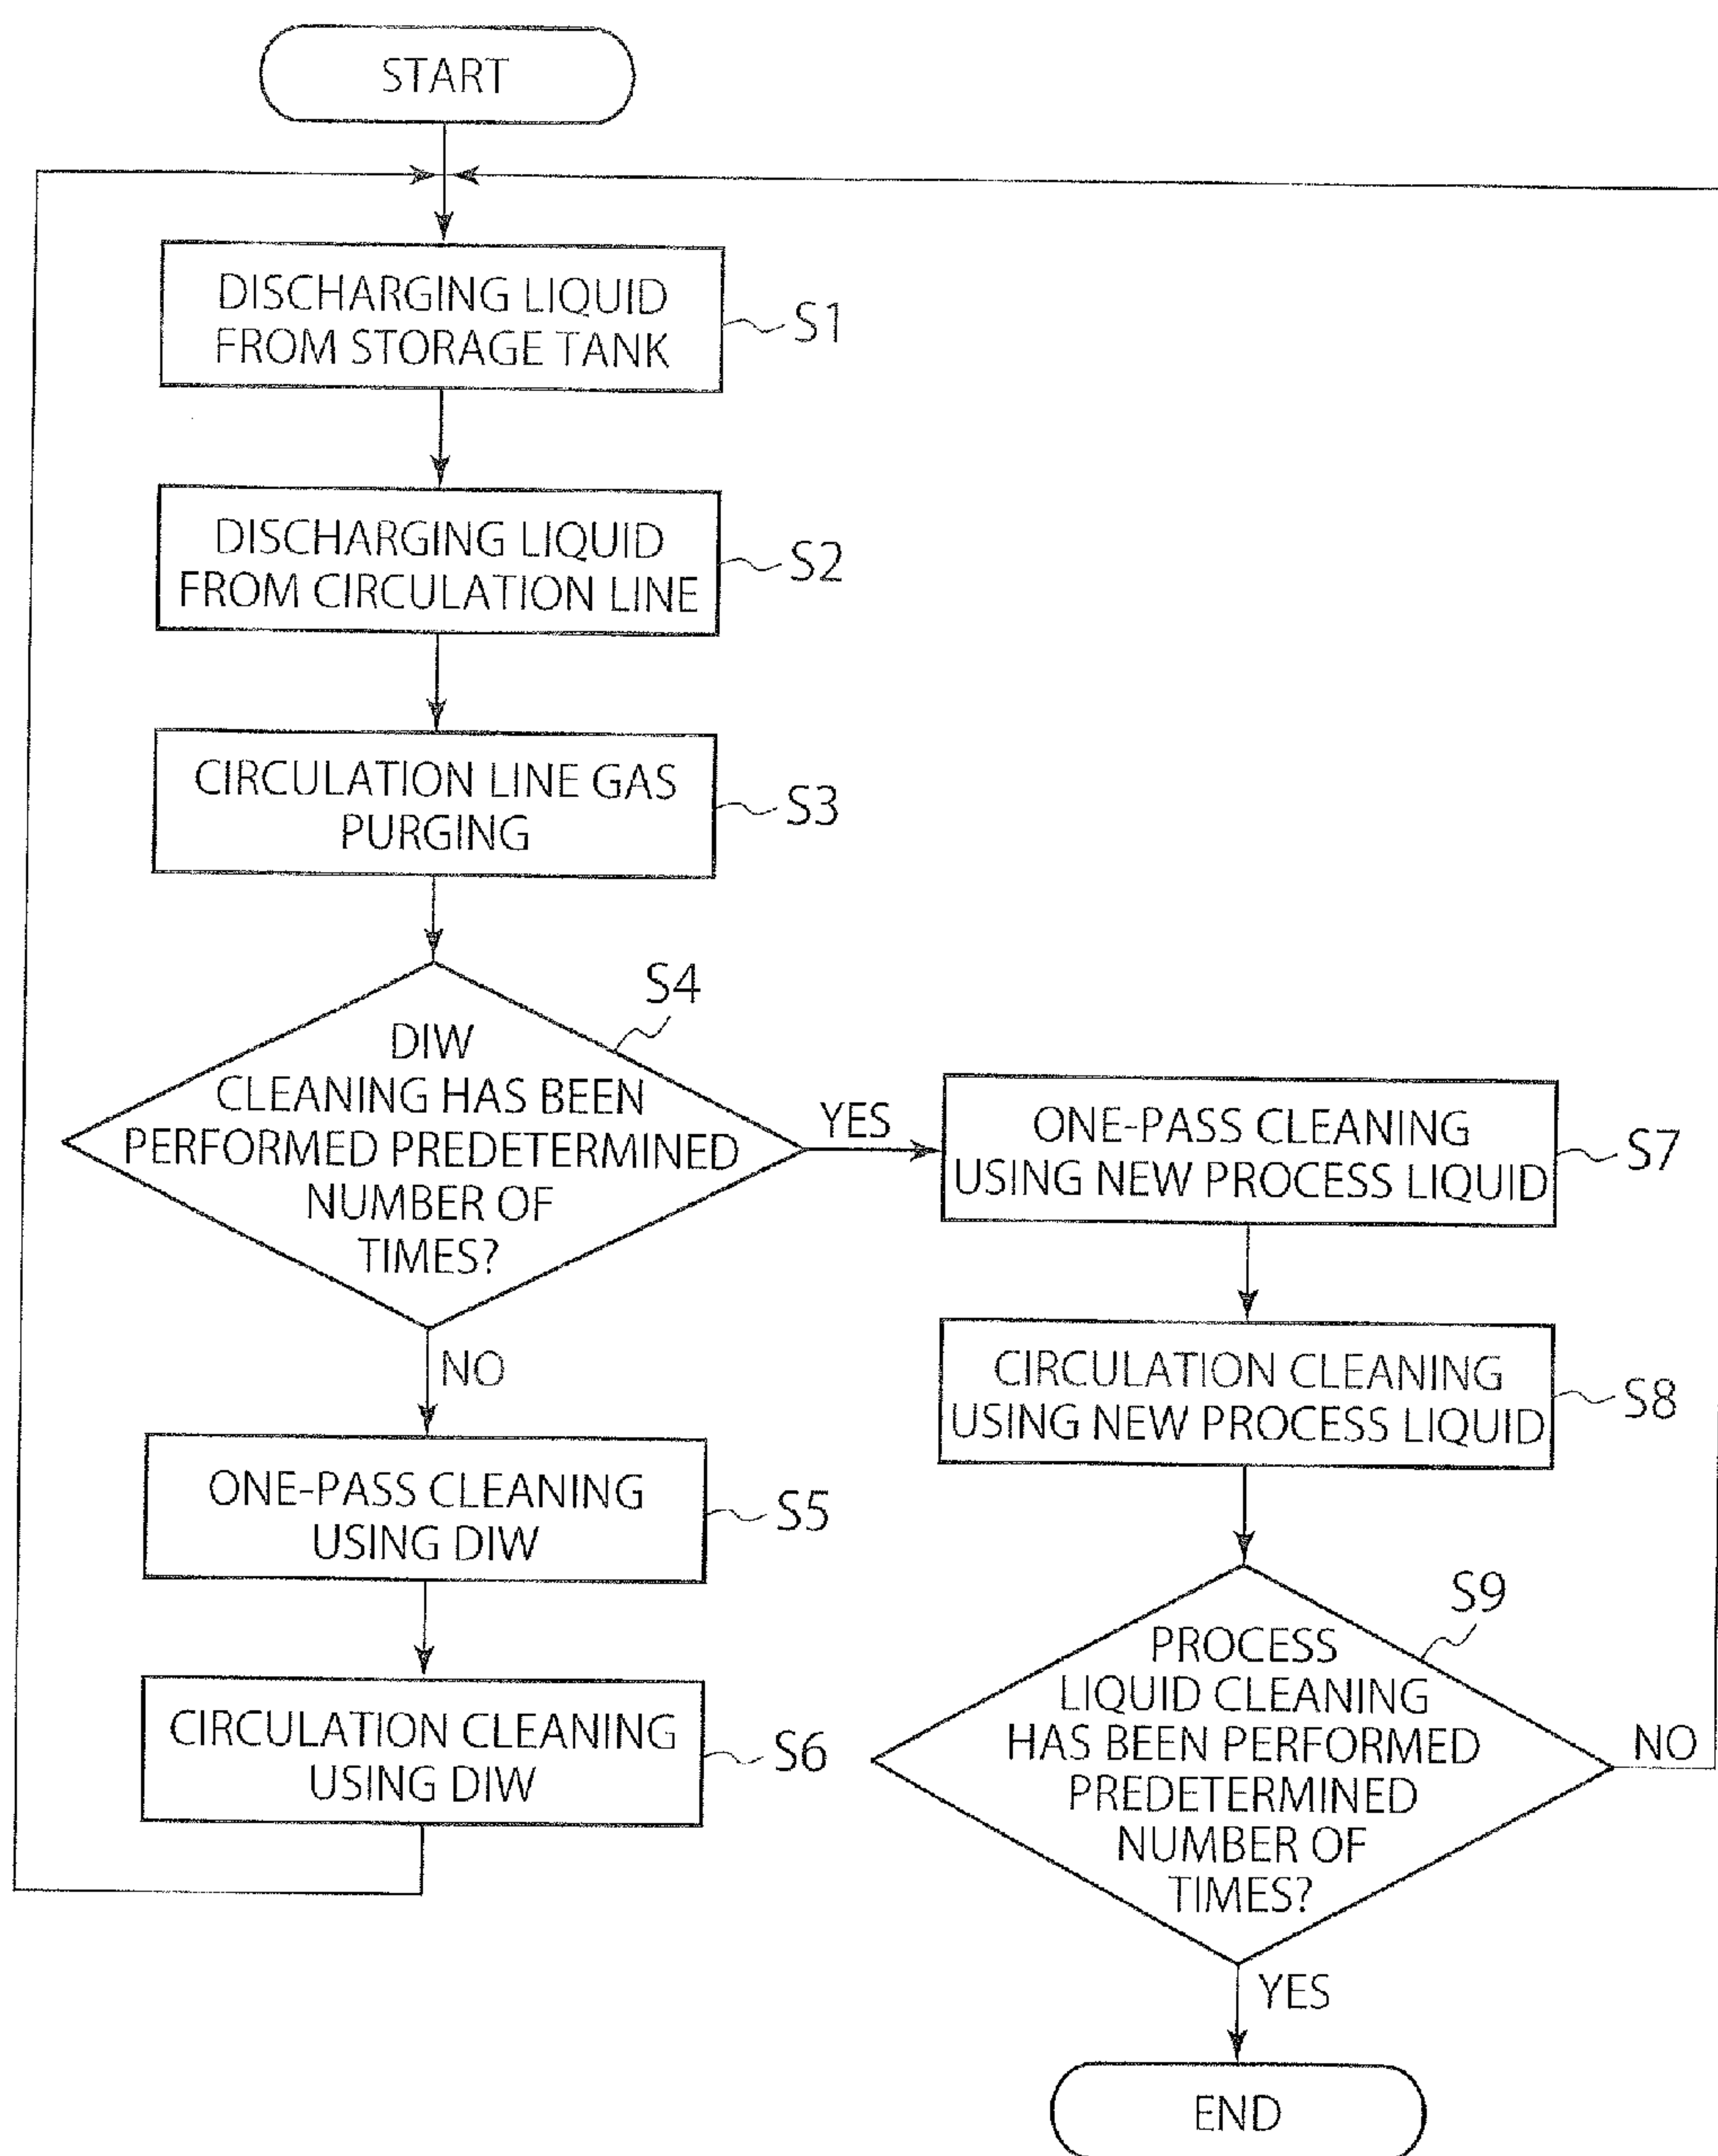 START
DISCHARGING LIQUID
FROM STORAGE TANK
S1
DISCHARGING LIQUID
FROM CIRCULATION LINE
S2
CIRCULATION LINE GAS
PURGING
S3
S4
DIW
CLEANING HAS BEEN
PERFORMED PREDETERMINED
NUMBER OF
TIMES?
YES
NO
ONE-PASS CLEANING
USING DIW
S5
CIRCULATION CLEANING
USING DIW
S6
ONE-PASS CLEANING
USING NEW PROCESS LIQUID
S7
CIRCULATION CLEANING
USING NEW PROCESS LIQUID
S8
S9
PROCESS
LIQUID CLEANING
HAS BEEN PERFORMED
PREDETERMINED
NUMBER OF
TIMES?
NO
YES
END